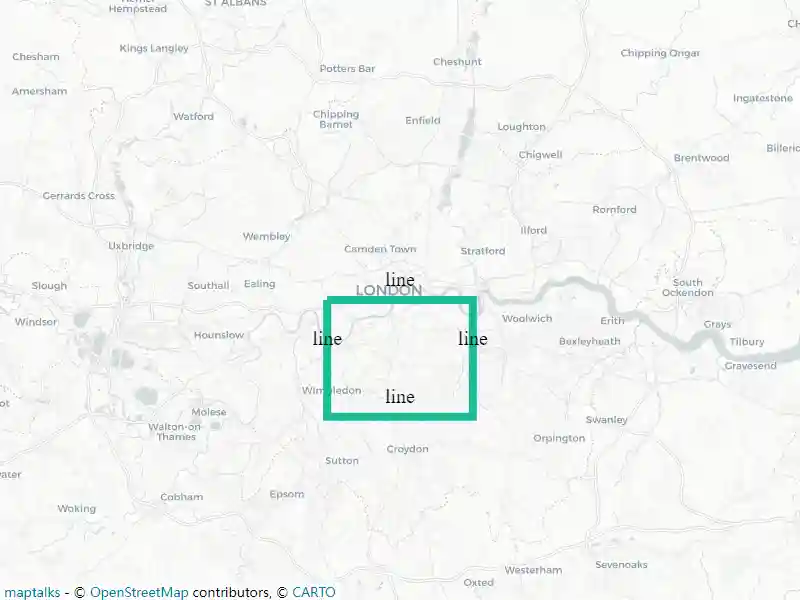 Hempstead
ST ALBANS
Kings Langley
Chesham
Potters Bar
Cheshunt
Chipping Ongar
Amersham
Ingatestone
Watford
Chipping
Barnet
Enfield
Loughton
Chigwell
Brentwood
Gerrards Cross
Romford
Wembley
Ilford
Uxbridge
Camden Town
Stratford
Slough
Southall
Ealing
line
LONDON
South
Ockendon
Windsor
Hounslow
Woolwich
Erith
Grays
line
line
Bexleyheath
Tilbury
Gravesend
Wimbledon
line
Molese
Walton-on
-Thames
Swanley
Orpington
Croydon
Sutton
Epsom
Cobham
Woking
Sevenoaks
Westerham
Oxted
maptalks - © OpenStreetMap contributors, © CARTO